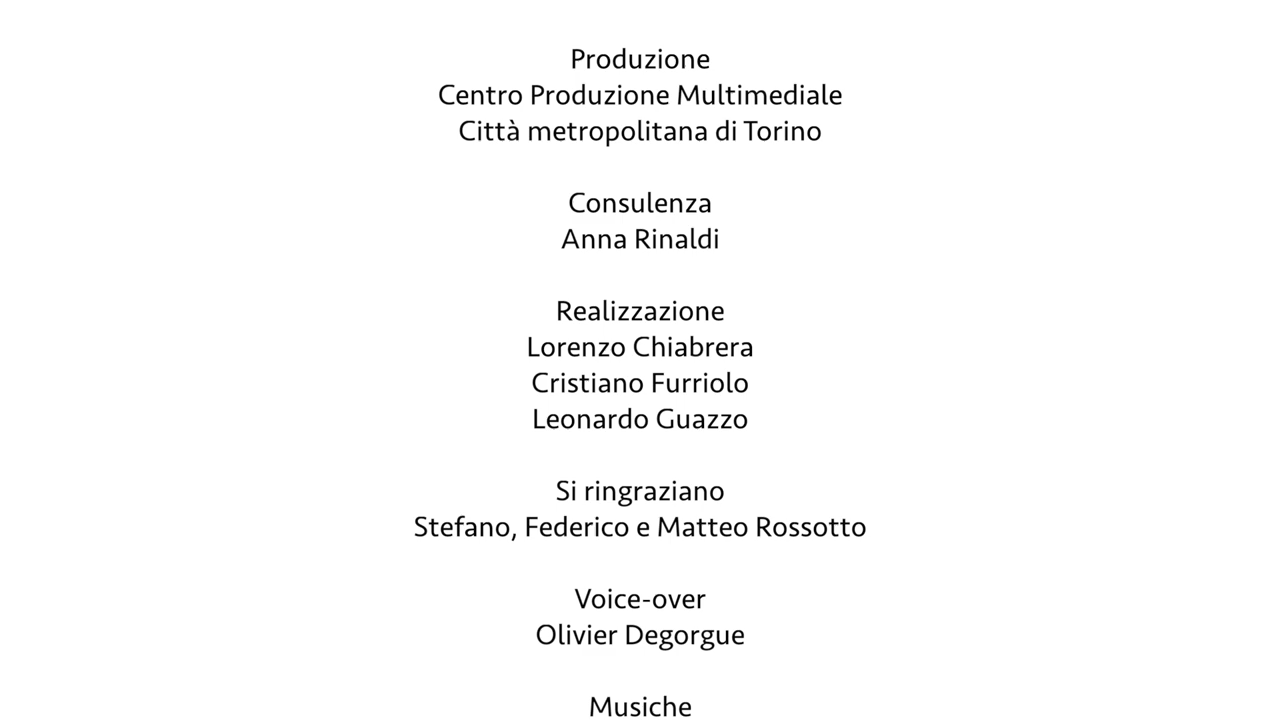 Produzione
Centro Produzione Multimediale
Città metropolitana di Torino
Consulenza
Anna Rinaldi
Realizzazione
Lorenzo Chiabrera
Cristiano Furriolo
Leonardo Guazzo
Si ringraziano
Stefano, Federico e Matteo Rossotto
Voice-over
Olivier Degorgue
Musiche